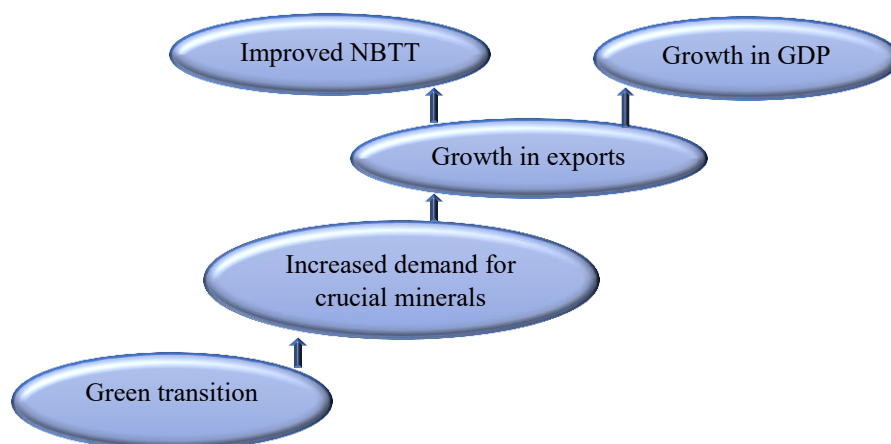 Improved NBTT
Growth in GDP
Growth in exports
Increased demand for
crucial minerals
Green transition